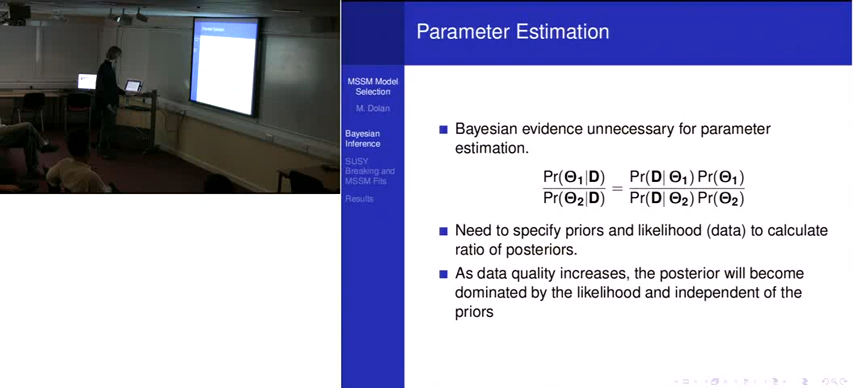 Parameter Estimation
MSSM Model
Selection
M. Dolan
Bayesian
Inference
SUSY
Breaking and
MSSM Fits
Results
Bayesian evidence unnecessary for parameter
estimation.
Pr(Θ₁|D) / Pr(Θ₂|D) = Pr(D|Θ₁) Pr(Θ₁) / Pr(D|Θ₂) Pr(Θ₂)
Need to specify priors and likelihood (data) to calculate
ratio of posteriors.
As data quality increases, the posterior will become
dominated by the likelihood and independent of the
priors